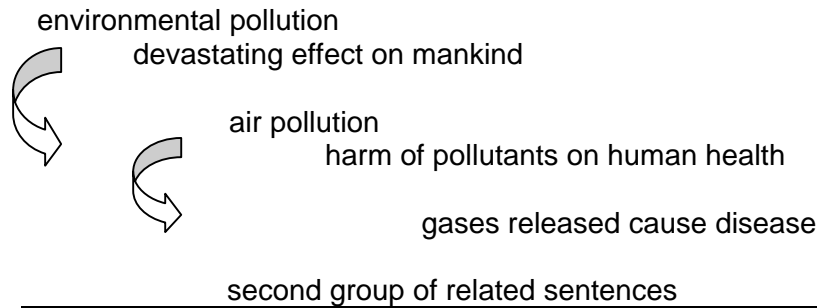 environmental pollution
devastating effect on mankind
air pollution
harm of pollutants on human health
gases released cause disease
second group of related sentences